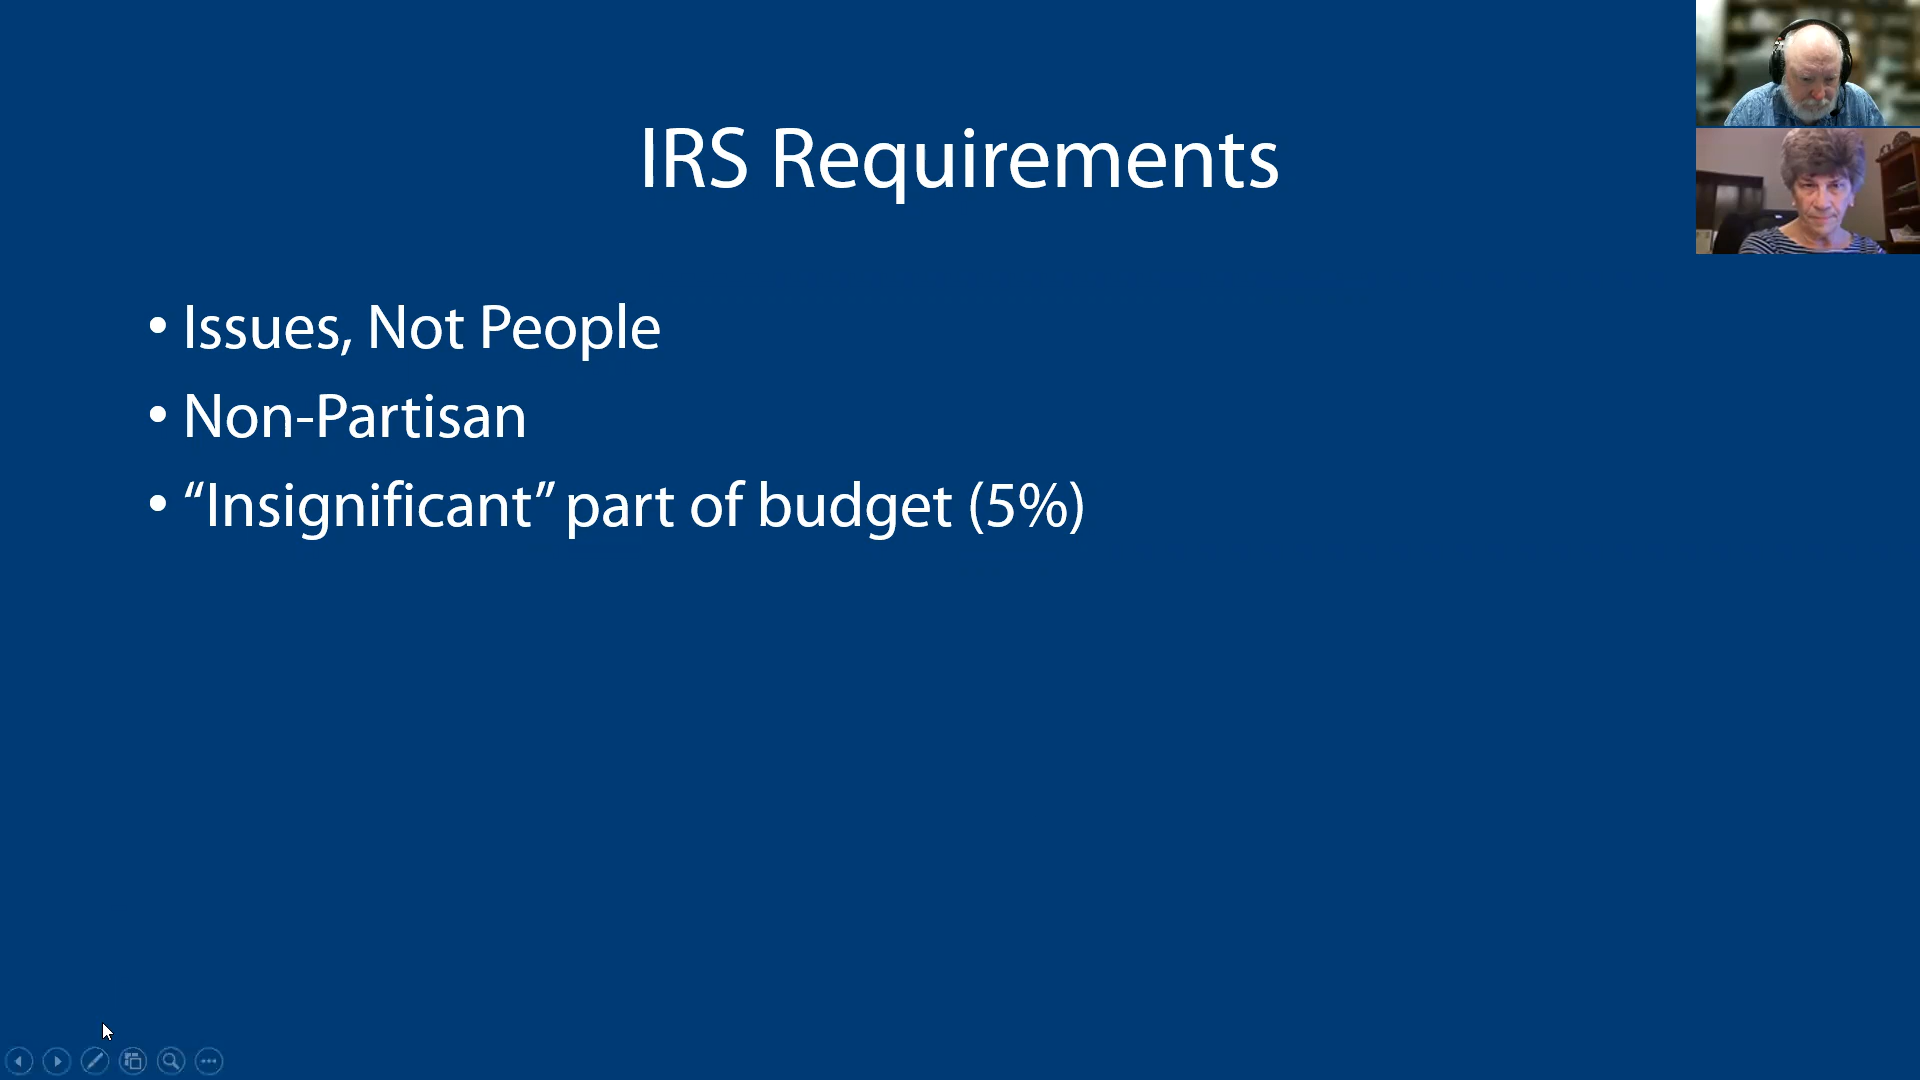 IRS Requirements
• Issues, Not People
• Non-Partisan
• “Insignificant” part of budget (5%)